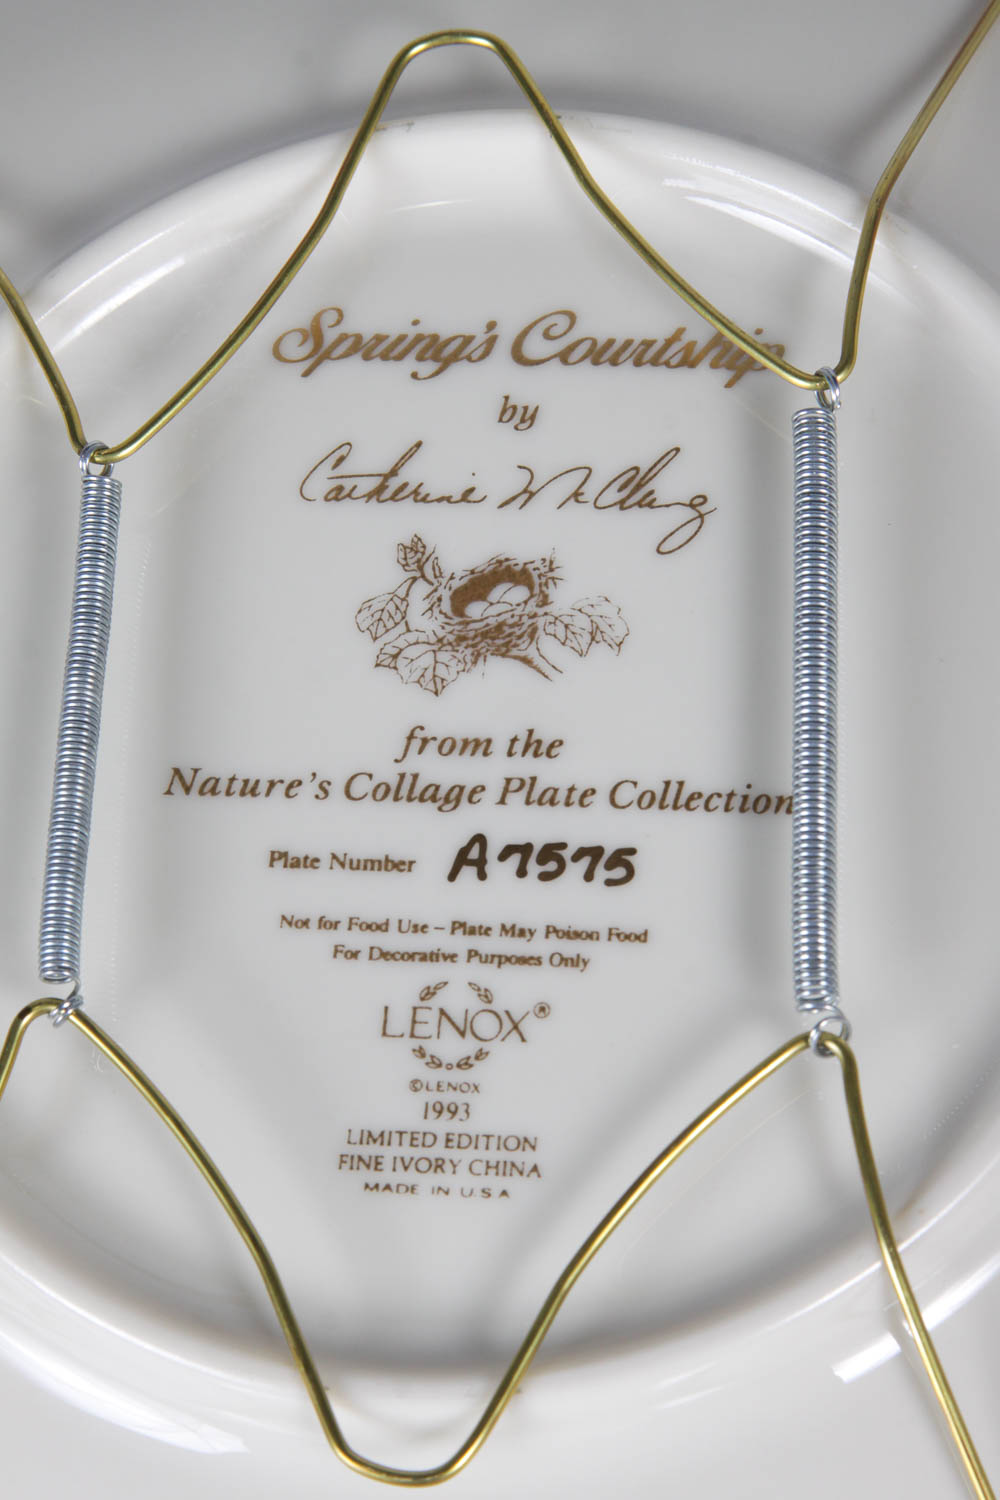 Spring's Courtship
by
Catherine McClung
from the
Nature's Collage Plate Collection
Plate Number A7575
Not for Food Use – Plate May Poison Food
For Decorative Purposes Only
LENOX®
©LENOX
1993
LIMITED EDITION
FINE IVORY CHINA
MADE IN U.S.A